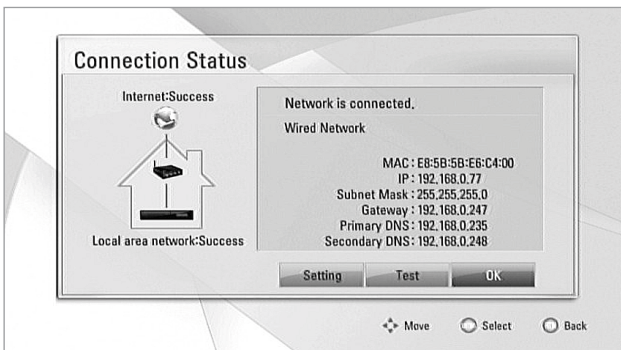 Connection Status
Internet:Success
Local area network:Success
Network is connected.
Wired Network
MAC : E8:5B:5B:E6:C4:00
IP : 192.168.0.77
Subnet Mask : 255.255.255.0
Gateway : 192.168.0.247
Primary DNS : 192.168.0.235
Secondary DNS : 192.168.0.248
Setting Test OK
Move Select Back